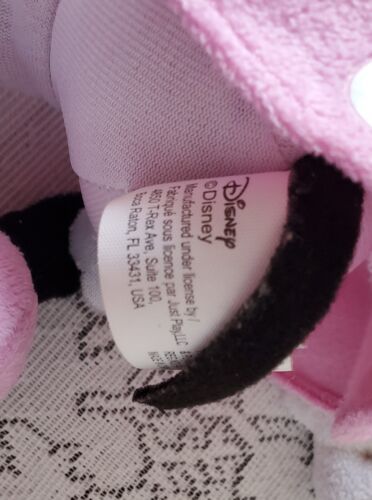 DISNEY
©Disney
Manufactured under license by /
Fabriqué sous licence par Just Play, LLC
4850 T-Rex Ave, Suite 100,
Boca Raton, FL 33431, USA